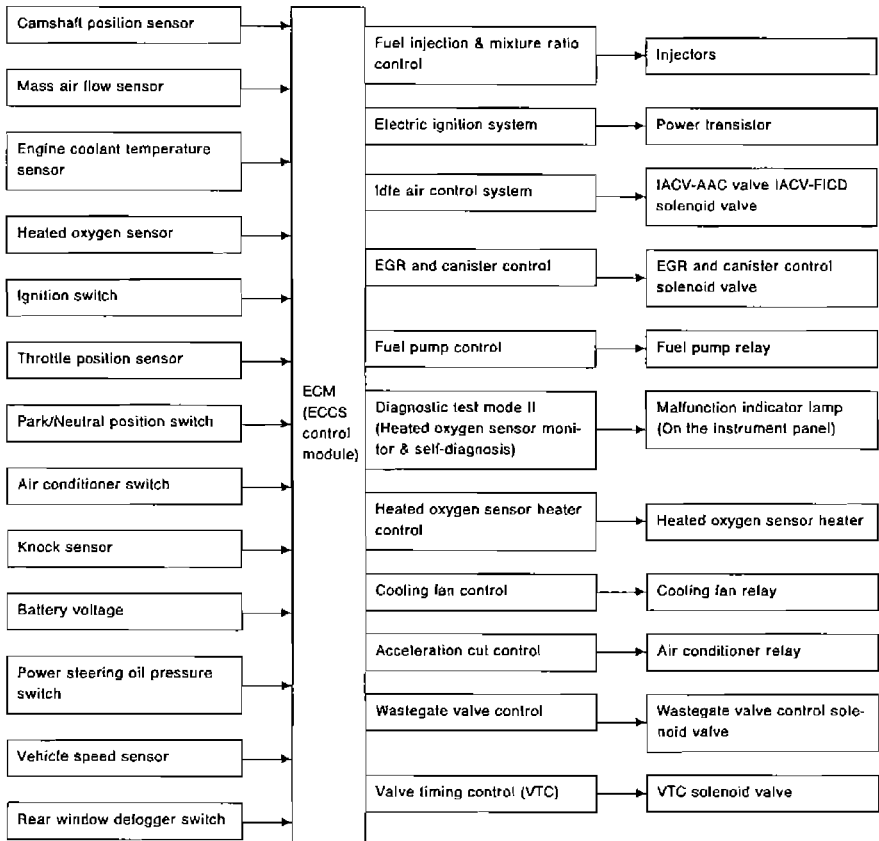 Camshaft position sensor
Mass air flow sensor
Engine coolant temperature
sensor
Heated oxygen sensor
Ignition switch
Throttle position sensor
Park/Neutral position switch
Air conditioner switch
Knock sensor
Battery voltage
Power steering oil pressure
switch
Vehicle speed sensor
Rear window defogger switch
ECM
(ECCS
control
module)
Fuel injection & mixture ratio
control
Electric ignition system
Idle air control system
EGR and canister control
Fuel pump control
Diagnostic test mode II
(Heated oxygen sensor moni-
tor & self-diagnosis)
Heated oxygen sensor heater
control
Cooling fan control
Acceleration cut control
Wastegate valve control
Valve timing control (VTC)
Injectors
Power transistor
IACV-AAC valve IACV-FICD
solenoid valve
EGR and canister control
solenoid valve
Fuel pump relay
Malfunction indicator lamp
(On the instrument panel)
Heated oxygen sensor heater
Cooling fan relay
Air conditioner relay
Wastegate valve control sole-
noid valve
VTC solenoid valve